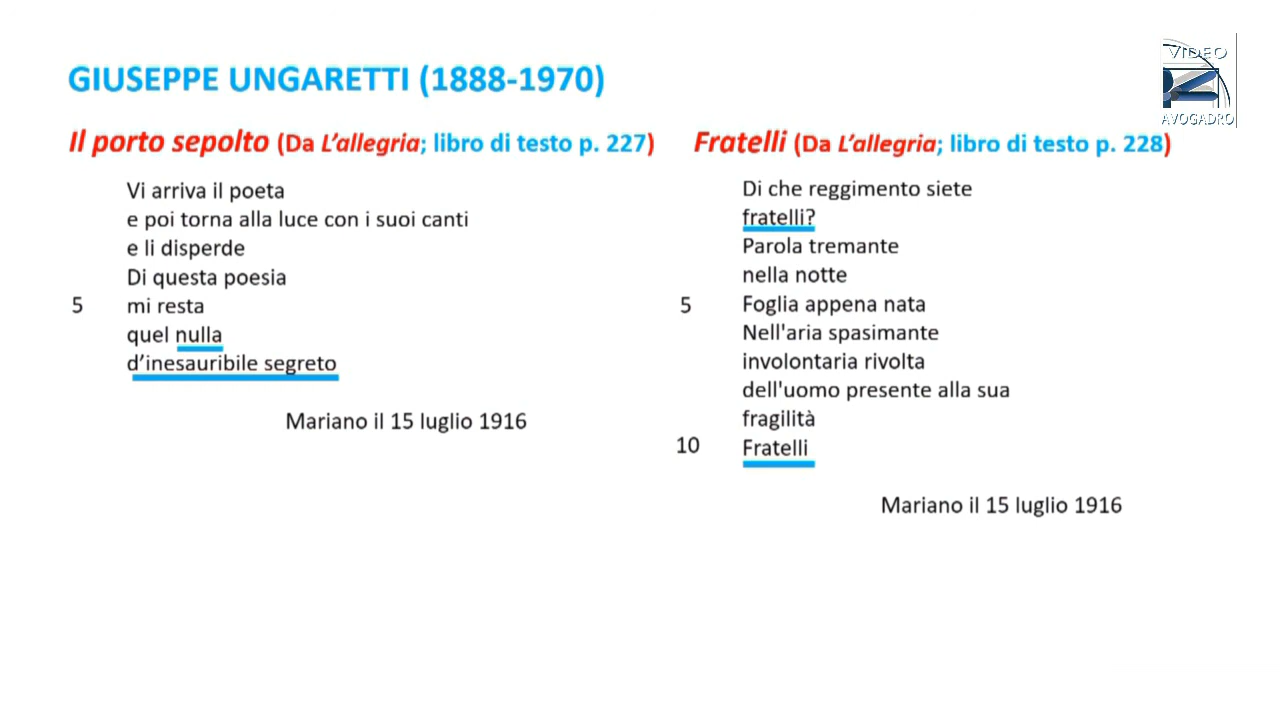 VIDEO
AVOGADRO
GIUSEPPE UNGARETTI (1888-1970)
Il porto sepolto (Da L’allegria; libro di testo p. 227)
Vi arriva il poeta
e poi torna alla luce con i suoi canti
e li disperde
Di questa poesia
5 mi resta
quel nulla
d’inesauribile segreto
Mariano il 15 luglio 1916
Fratelli (Da L’allegria; libro di testo p. 228)
Di che reggimento siete
fratelli?
Parola tremante
nella notte
5 Foglia appena nata
Nell'aria spasimante
involontaria rivolta
dell'uomo presente alla sua
fragilità
10 Fratelli
Mariano il 15 luglio 1916